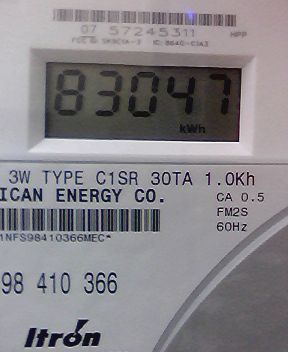 07 57245311
HPP
83047
kWh
3W TYPE C1SR 30TA 1.0Kh
ICAN ENERGY CO.
CA 0.5
FM2S
60Hz
1NFS98410366MEC*
98 410 366
Itron